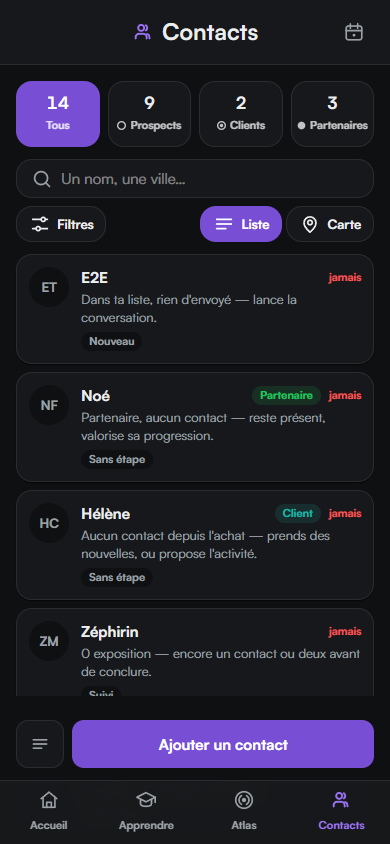 Contacts
14
Tous
9
Prospects
2
Clients
3
Partenaires
Un nom, une ville…
Filtres
Liste
Carte
ET
E2E
jamais
Dans ta liste, rien d'envoyé — lance la
conversation.
Nouveau
NF
Noé
Partenaire
jamais
Partenaire, aucun contact — reste présent,
valorise sa progression.
Sans étape
HC
Hélène
Client
jamais
Aucun contact depuis l'achat — prends des
nouvelles, ou propose l'activité.
Sans étape
ZM
Zéphirin
jamais
0 exposition — encore un contact ou deux avant
de conclure.
Suivi
Ajouter un contact
Accueil
Apprendre
Atlas
Contacts